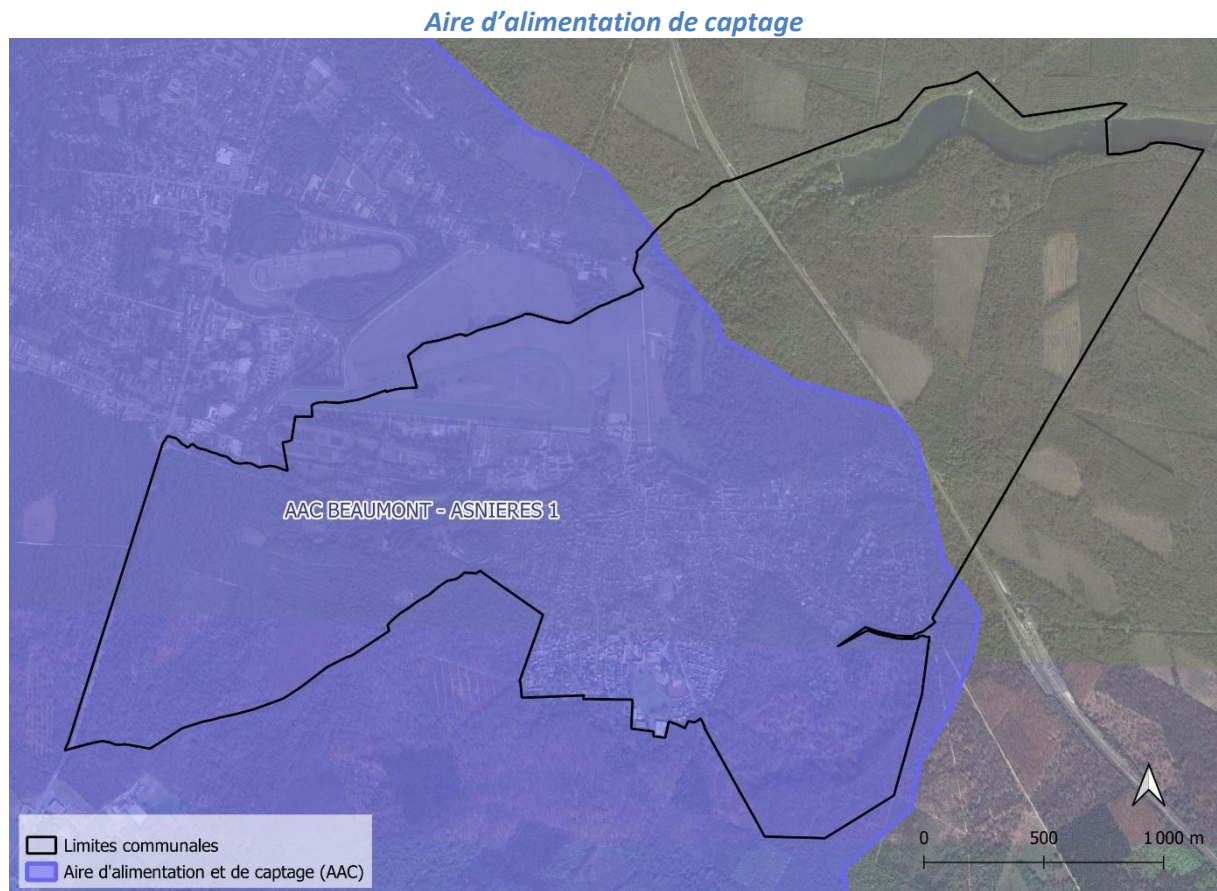 Aire d’alimentation de captage
AAC BEAUMONT - ASNIERES 1
Limites communales
Aire d'alimentation et de captage (AAC)
0 500 1 000 m